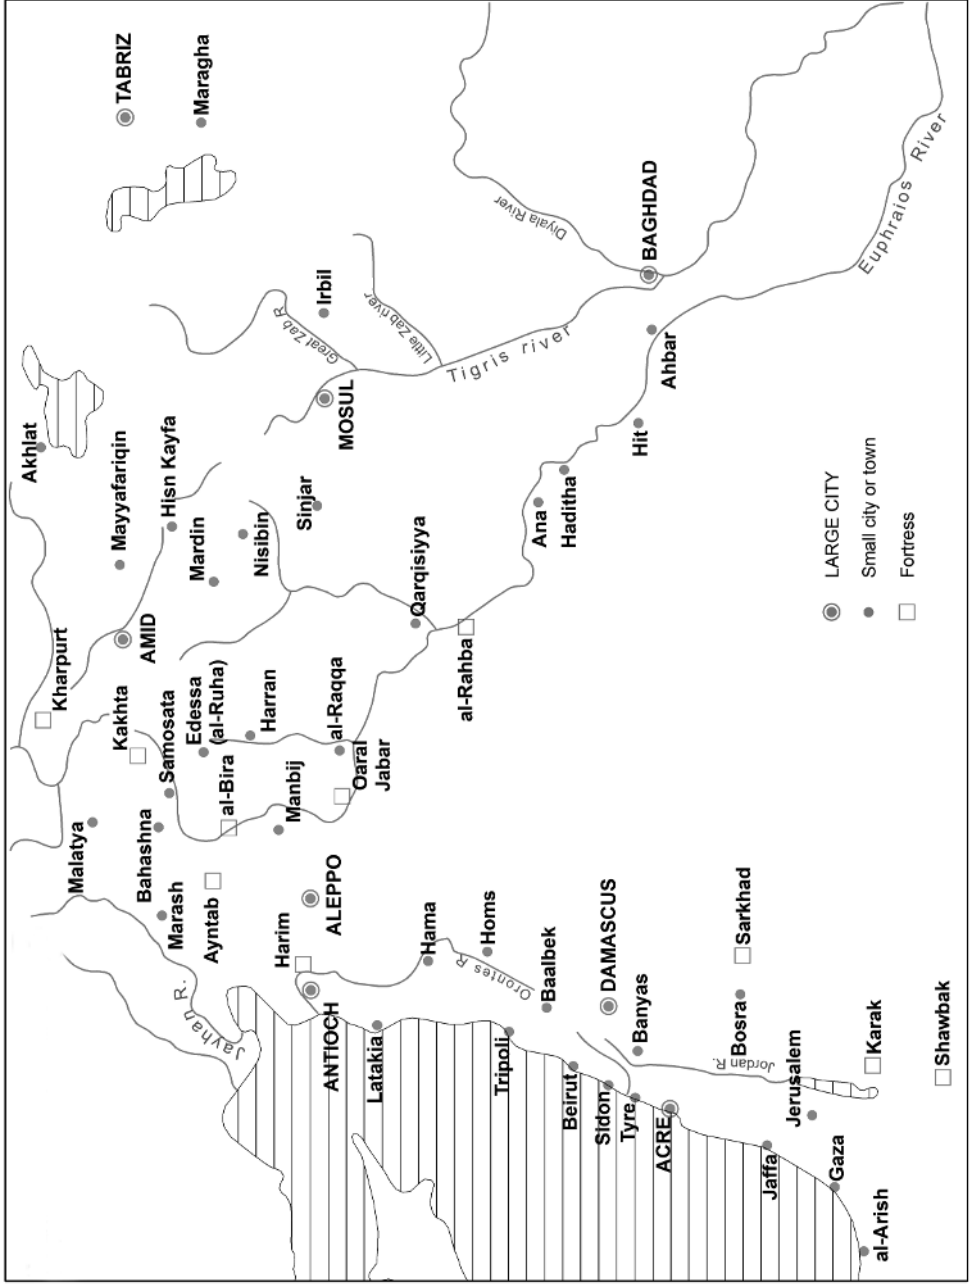 TABRIZ
Maragha
Akhlat
Irbil
Great Zab R
Little Zab river
Diyala River
BAGHDAD
Euphraios River
Tigris river
MOSUL
Mayyafariqin
Hisn Kayfa
Mardin
Nisibin
Sinjar
Ahbar
Hit
Haditha
Ana
Qarqisiyya
al-Rahba
AMID
Kharpurt
Kakhta
Samosata
Edessa
(al-Ruha)
Harran
al-Raqqa
al-Bira
Manbij
Oaral
Jabar
Malatya
Bahashna
Marash
Ayntab
Harim
ALEPPO
Jayhan R.
ANTIOCH
Latakia
Hama
Homs
Orontes R
Baalbek
Tripoli
DAMASCUS
Banyas
Beirut
Sidon
Tyre
ACRE
Bosra
Sarkhad
Jordan R.
Jerusalem
Jaffa
Gaza
al-Arish
Karak
Shawbak
LARGE CITY
Small city or town
Fortress